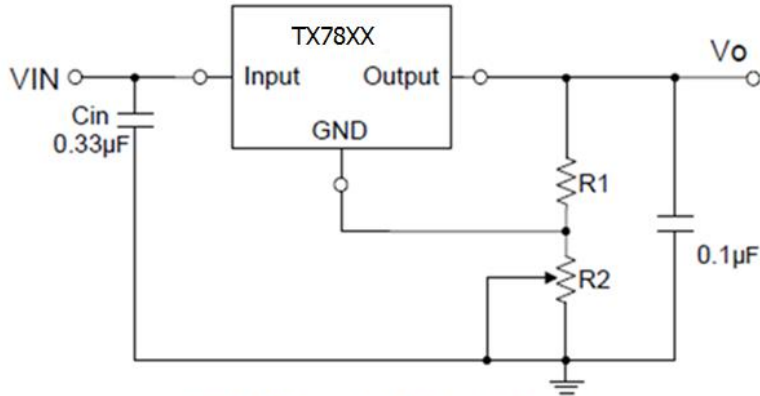 TX78XX
Vo
VIN
Input
Output
Cin
0.33μF
GND
R1
R2
0.1μF